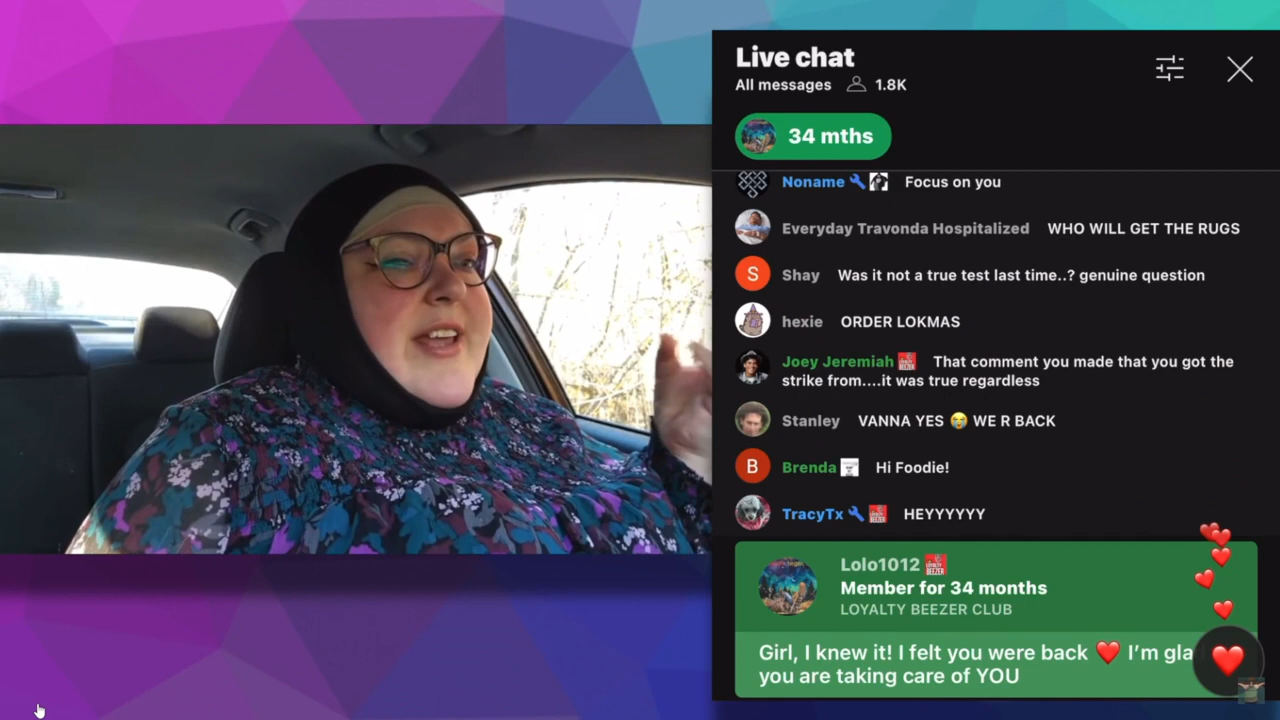 Live chat
All messages 1.8K
34 mths
Noname Focus on you
Everyday Travonda Hospitalized WHO WILL GET THE RUGS
S Shay Was it not a true test last time..? genuine question
hexie ORDER LOKMAS
Joey Jeremiah That comment you made that you got the
strike from....it was true regardless
Stanley VANNA YES 😭 WE R BACK
B Brenda Hi Foodie!
TracyTx HEYYYYYY
Lolo1012 LOYALTY BEEZER
Member for 34 months
LOYALTY BEEZER CLUB
Girl, I knew it! I felt you were back ❤️ I'm gla
you are taking care of YOU